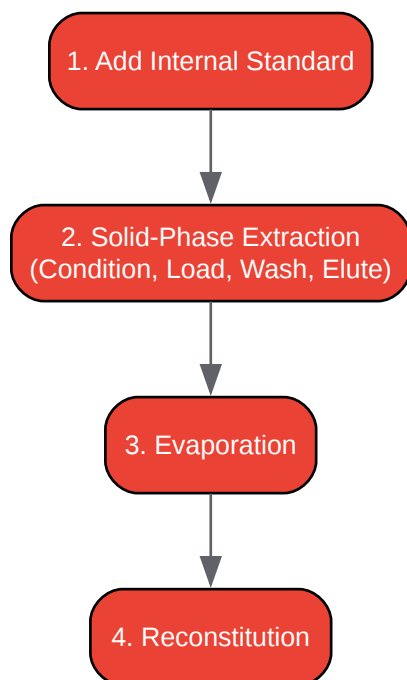 1. Add Internal Standard
2. Solid-Phase Extraction
(Condition, Load, Wash, Elute)
3. Evaporation
4. Reconstitution